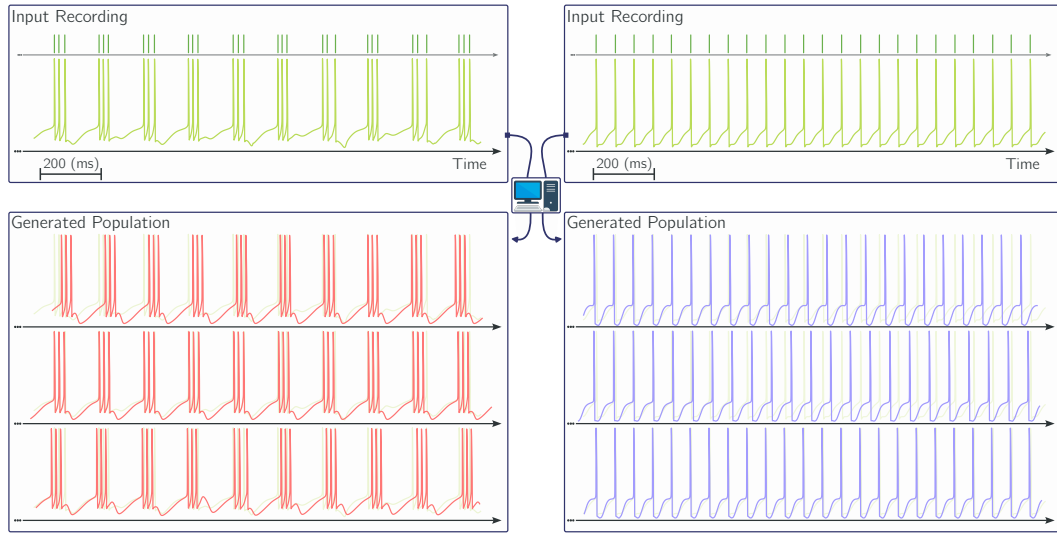 Input Recording
Time
200 (ms)
Input Recording
Time
200 (ms)
Generated Population
Generated Population